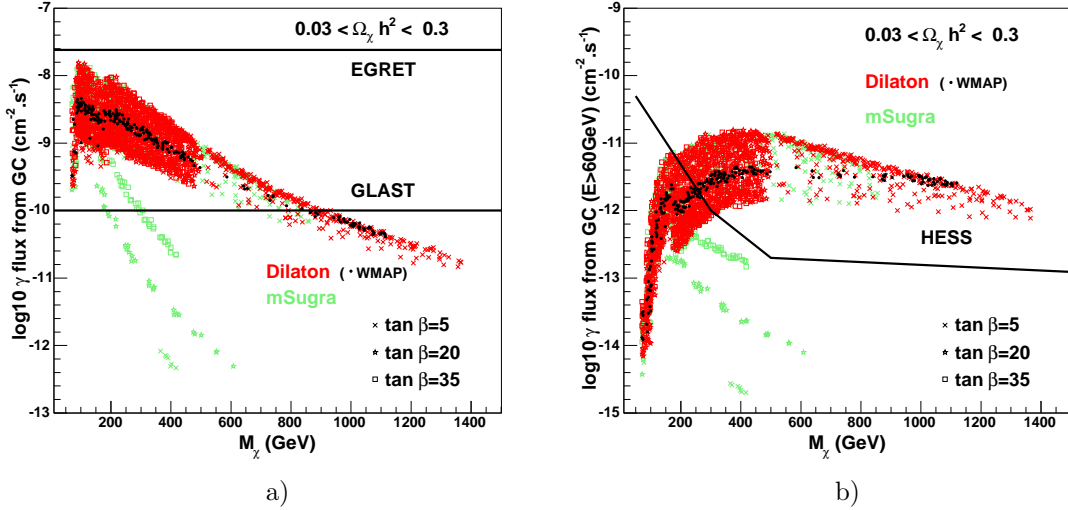 a)
log10 γ flux from GC (cm-2.s-1)
-7
-8
-9
-10
-11
-12
-13
0.03 < Ωχ h2 < 0.3
EGRET
GLAST
Dilaton (·WMAP)
mSugra
× tan β=5
☆ tan β=20
□ tan β=35
200 400 600 800 1000 1200 1400
Mχ (GeV)
a)
log10 γ flux from GC (E>60GeV) (cm-2.s-1)
-9
-10
-11
-12
-13
-14
-15
b)
0.03 < Ωχ h2 < 0.3
Dilaton (·WMAP)
mSugra
HESS
× tan β=5
☆ tan β=20
□ tan β=35
0 200 400 600 800 1000 1200 1400
Mχ (GeV)
b)